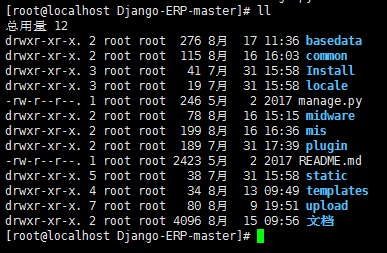 [root@localhost Django-ERP-master]# ll
总用量 12
drwxr-xr-x. 2 root root 276 8月 17 11:36 basedata
drwxr-xr-x. 2 root root 115 8月 16 16:03 common
drwxr-xr-x. 3 root root 41 7月 31 15:58 Install
drwxr-xr-x. 3 root root 19 7月 31 15:58 locale
-rw-r--r--. 1 root root 246 5月 2 2017 manage.py
drwxr-xr-x. 2 root root 78 8月 16 15:15 midware
drwxr-xr-x. 2 root root 199 8月 16 16:26 mis
drwxr-xr-x. 2 root root 189 7月 31 17:39 plugin
-rw-r--r--. 1 root root 2423 5月 2 2017 README.md
drwxr-xr-x. 5 root root 38 7月 31 15:58 static
drwxr-xr-x. 4 root root 34 8月 13 09:49 templates
drwxr-xr-x. 7 root root 80 8月 9 19:51 upload
drwxr-xr-x. 2 root root 4096 8月 15 09:56 文档
[root@localhost Django-ERP-master]#